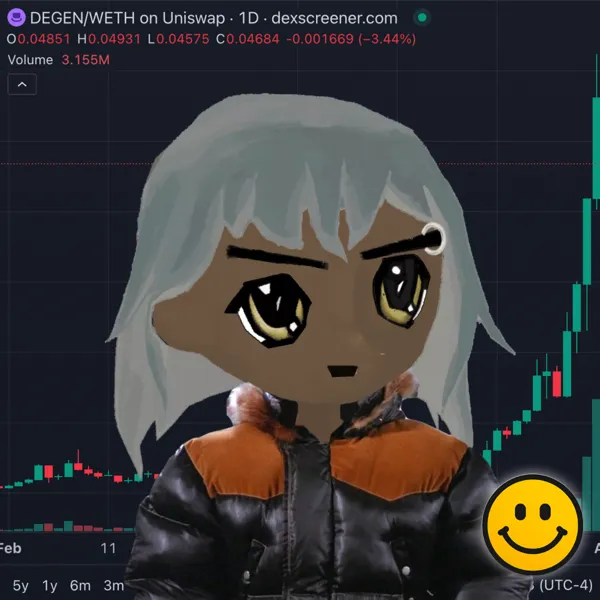 DEGEN/WETH on Uniswap · 1D · dexscreener.com
O0.04851 H0.04931 L0.04575 C0.04684 -0.001669 (−3.44%)
Volume 3.155M
Feb 11
5y 1y 6m 3m (UTC-4)